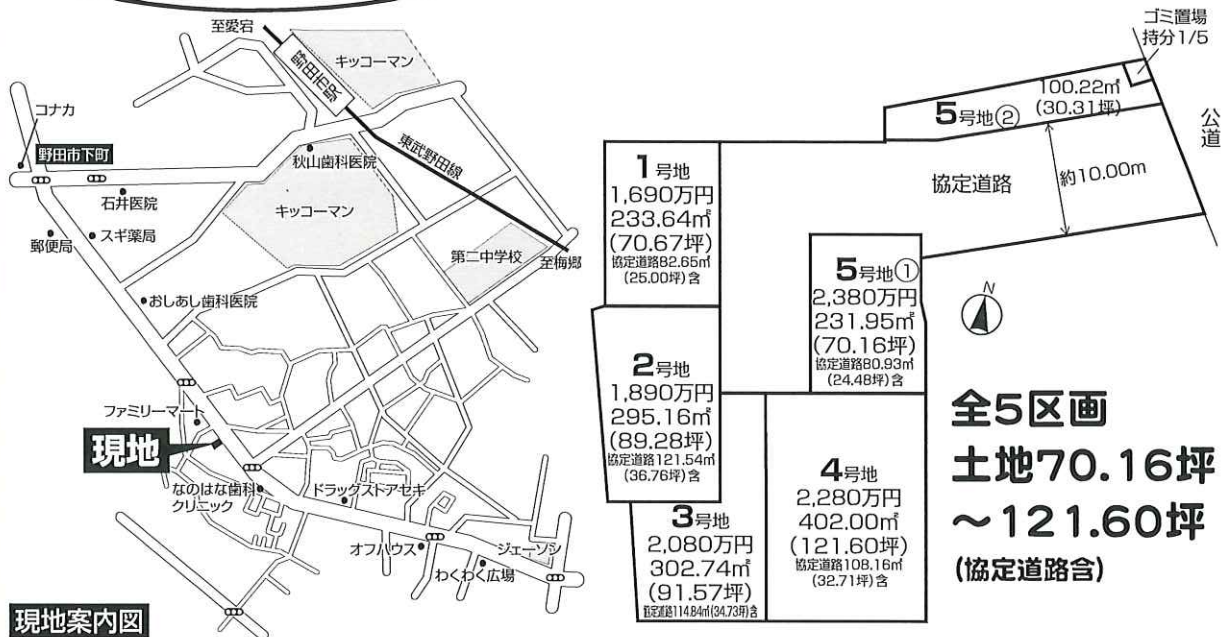 至愛宕
キッコーマン
野田市駅
コナカ
野田市下町
秋山歯科医院
東武野田線
石井医院
キッコーマン
郵便局
スギ薬局
第二中学校
至梅郷
おしあし歯科医院
ファミリーマート
現地
なのはな歯科
クリニック
ドラッグストアセキ
オフハウス
ジェーソン
わくわく広場
現地案内図
ゴミ置場
持分1/5
100.22㎡
(30.31坪)
5号地②
公道
協定道路
約10.00m
1号地
1,690万円
233.64㎡
(70.67坪)
協定道路82.65㎡
(25.00坪)含
5号地①
2,380万円
231.95㎡
(70.16坪)
協定道路80.93㎡
(24.48坪)含
N
2号地
1,890万円
295.16㎡
(89.28坪)
協定道路121.54㎡
(36.76坪)含
3号地
2,080万円
302.74㎡
(91.57坪)
協定道路114.84㎡(34.73坪)含
4号地
2,280万円
402.00㎡
(121.60坪)
協定道路108.16㎡
(32.71坪)含
全5区画
土地70.16坪
～121.60坪
(協定道路含)